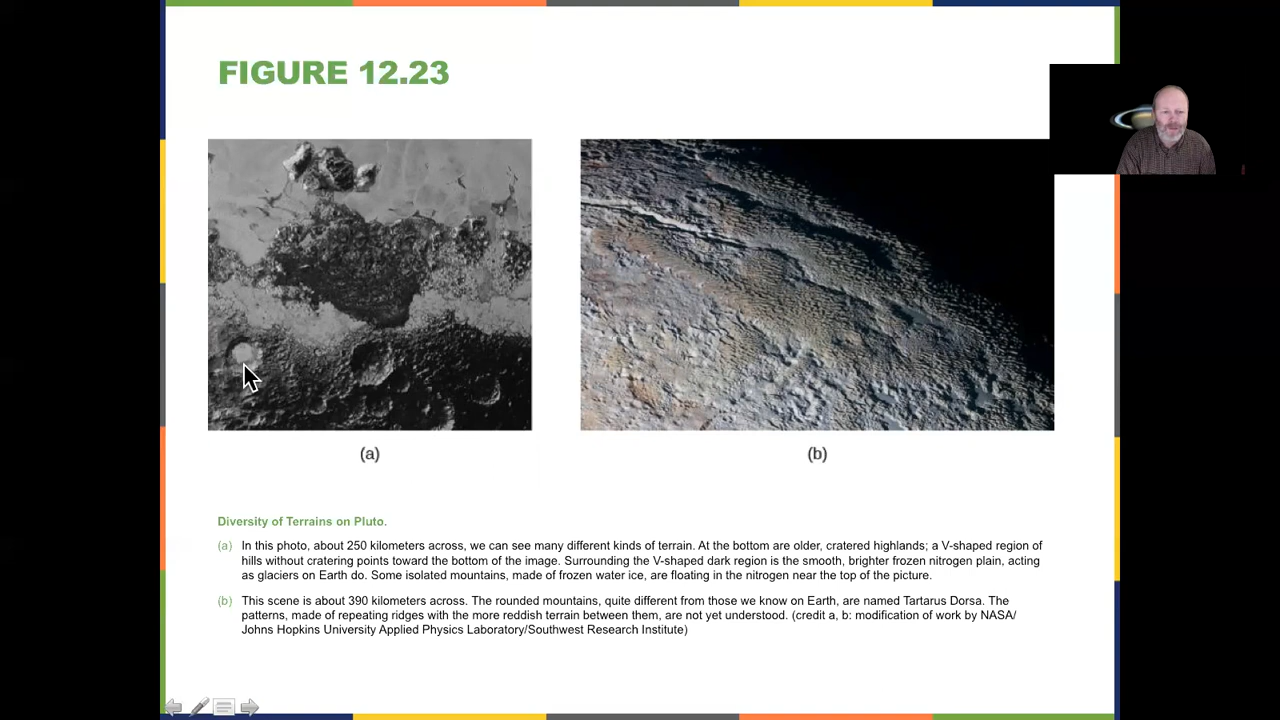 FIGURE 12.23
(a)
(b)
Diversity of Terrains on Pluto.
(a) In this photo, about 250 kilometers across, we can see many different kinds of terrain. At the bottom are older, cratered highlands; a V-shaped region of
hills without cratering points toward the bottom of the image. Surrounding the V-shaped dark region is the smooth, brighter frozen nitrogen plain, acting
as glaciers on Earth do. Some isolated mountains, made of frozen water ice, are floating in the nitrogen near the top of the picture.
(b) This scene is about 390 kilometers across. The rounded mountains, quite different from those we know on Earth, are named Tartarus Dorsa. The
patterns, made of repeating ridges with the more reddish terrain between them, are not yet understood. (credit a, b: modification of work by NASA/
Johns Hopkins University Applied Physics Laboratory/Southwest Research Institute)